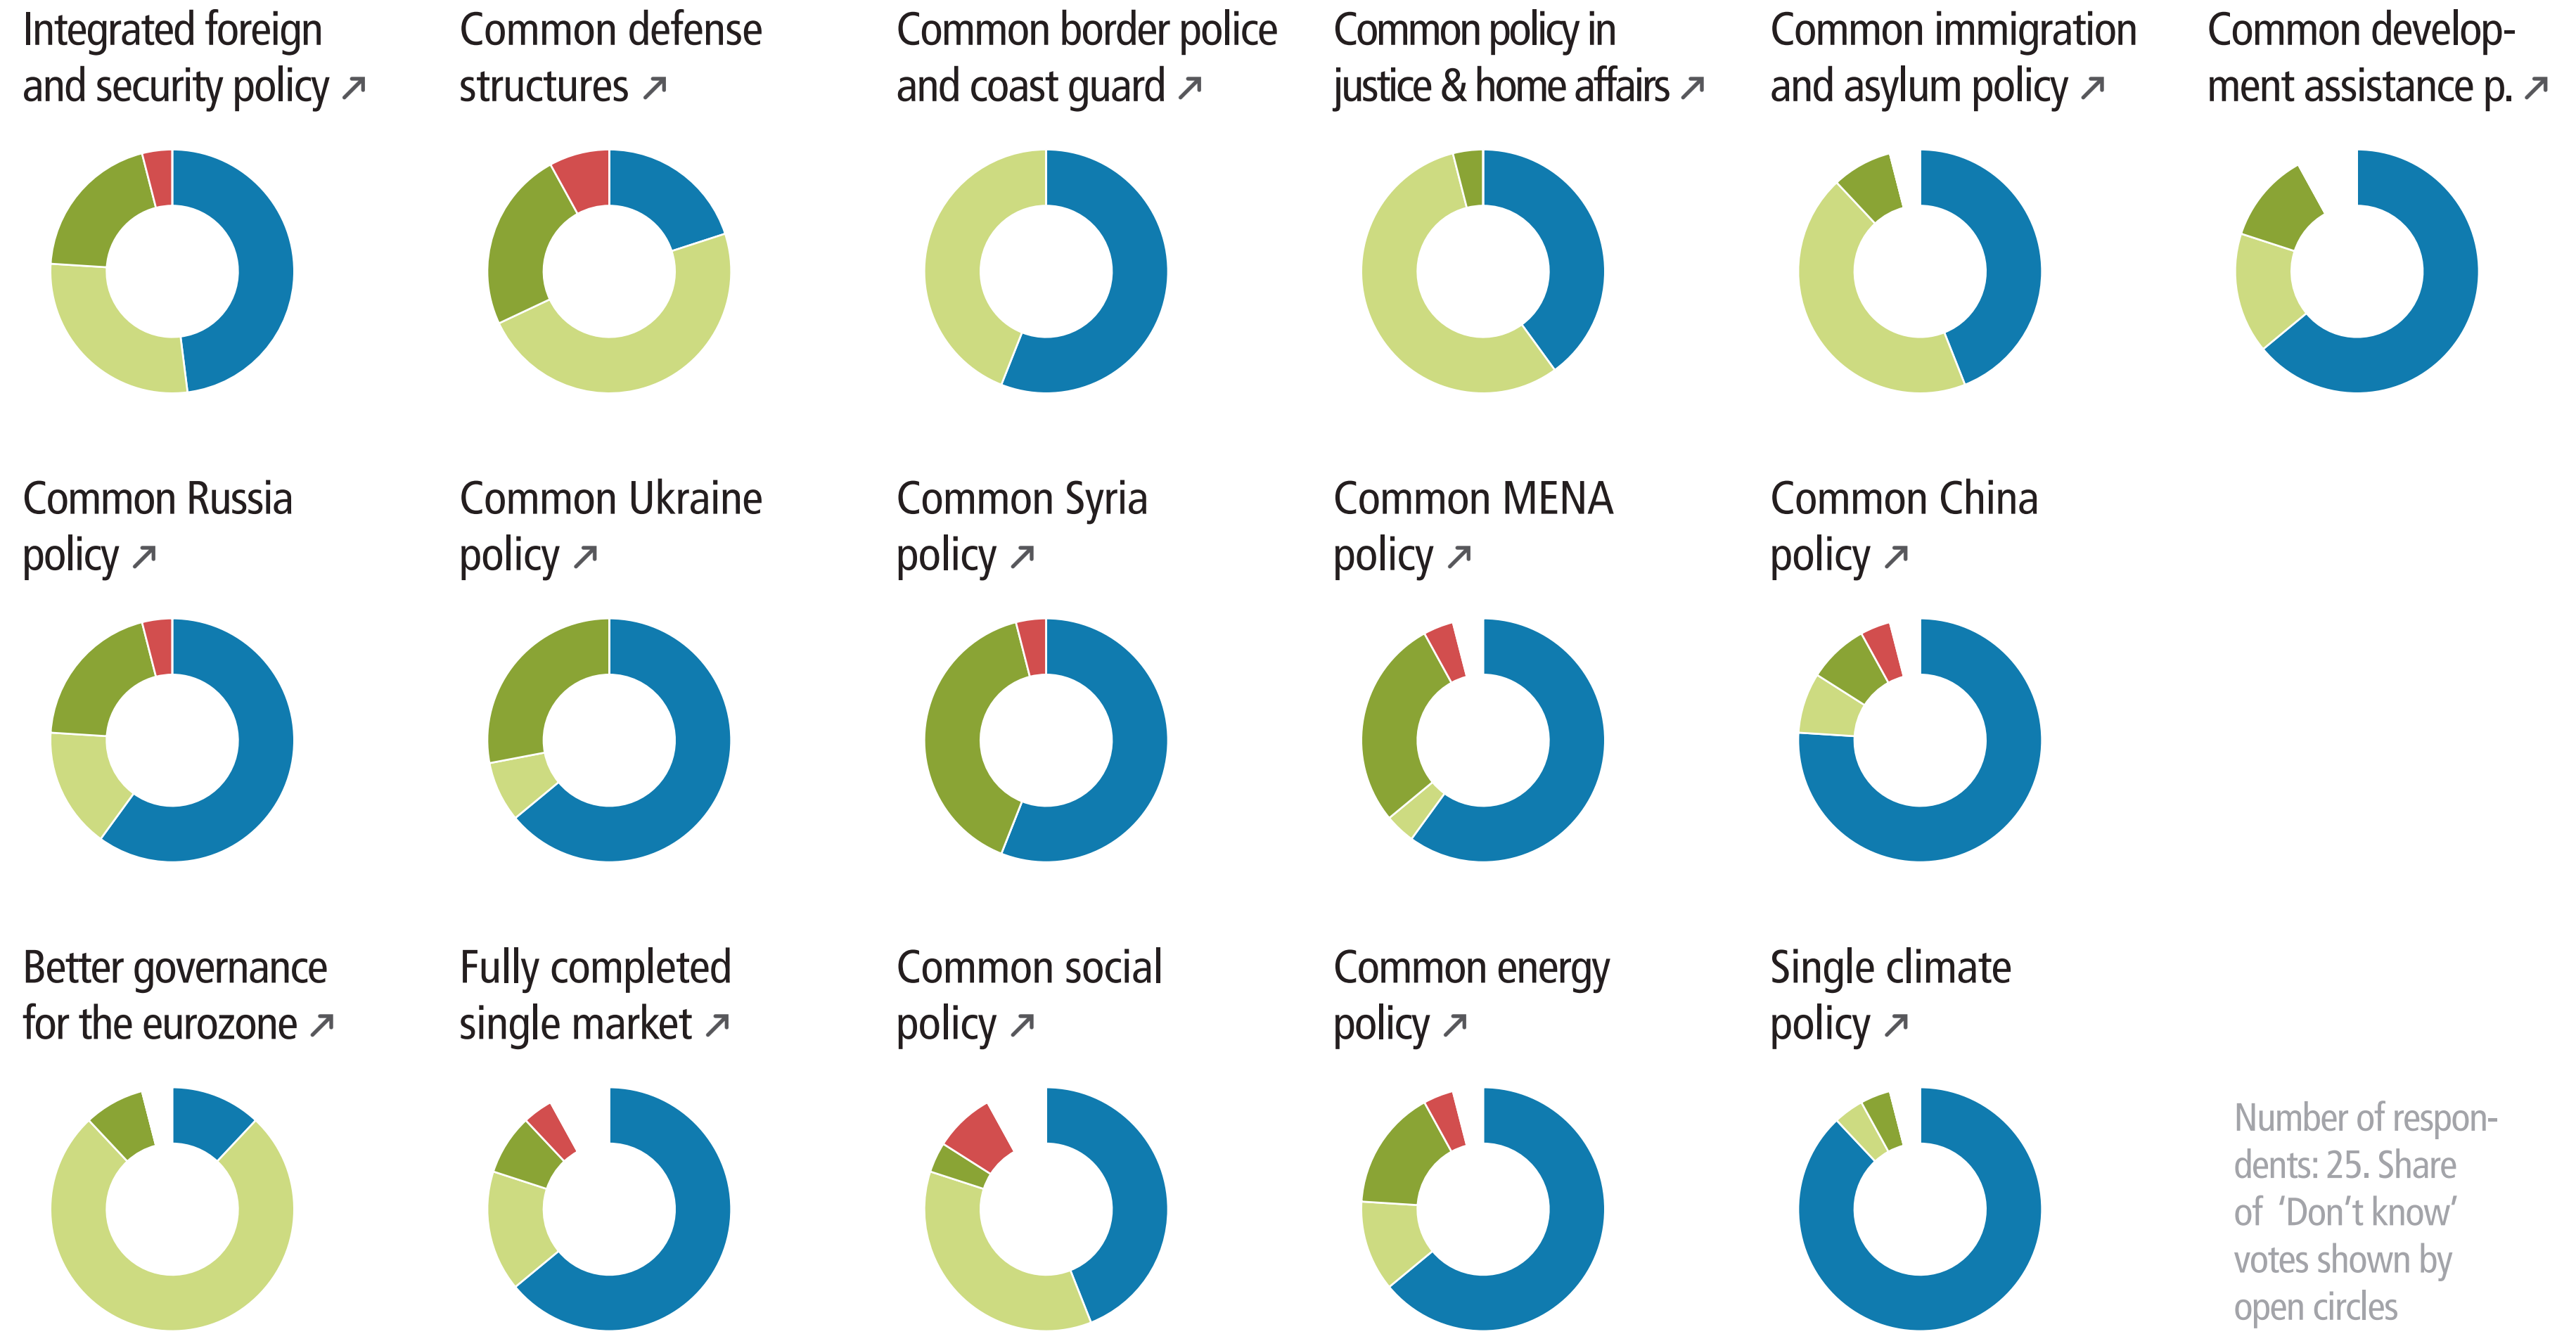 Integrated foreign
and security policy ↗
Common defense
structures ↗
Common border police
and coast guard ↗
Common policy in
justice & home affairs ↗
Common immigration
and asylum policy ↗
Common develop-
ment assistance p. ↗
Common Russia
policy ↗
Common Ukraine
policy ↗
Common Syria
policy ↗
Common MENA
policy ↗
Common China
policy ↗
Better governance
for the eurozone ↗
Fully completed
single market ↗
Common social
policy ↗
Common energy
policy ↗
Single climate
policy ↗
Number of respon-
dents: 25. Share
of ‘Don‘t know‘
votes shown by
open circles